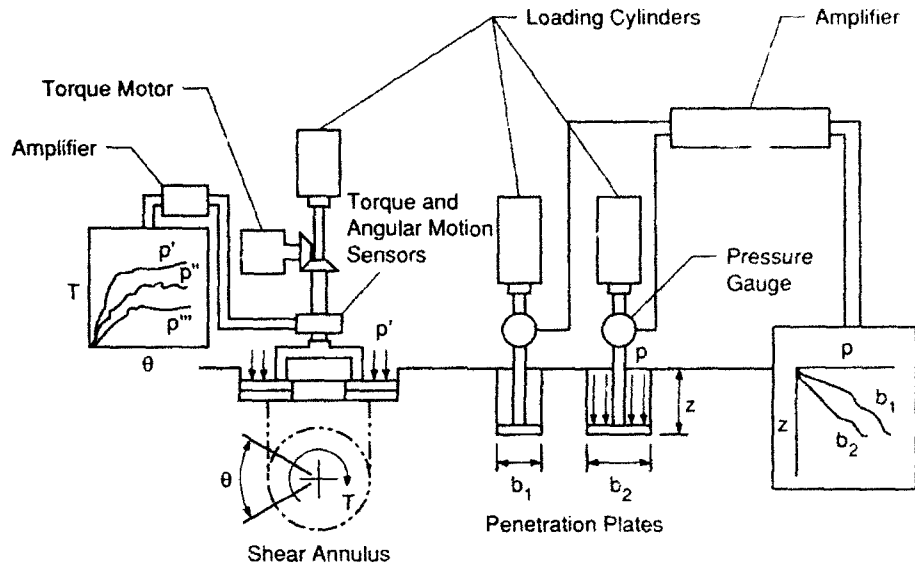 Loading Cylinders
Amplifier
Torque Motor
Amplifier
Torque and
Angular Motion
Sensors
p'
p"
p'"
T
θ
Pressure
Gauge
p'
p
p
z
z
b1
b2
b1
b2
θ
T
Penetration Plates
Shear Annulus